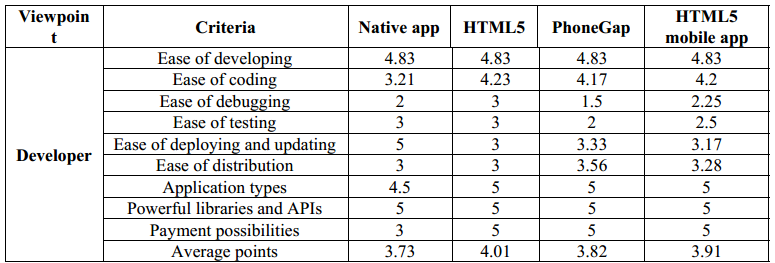 Viewpoin
t Criteria Native app HTML5 PhoneGap HTML5
mobile app
Developer
Ease of developing 4.83 4.83 4.83 4.83
Ease of coding 3.21 4.23 4.17 4.2
Ease of debugging 2 3 1.5 2.25
Ease of testing 3 3 2 2.5
Ease of deploying and updating 5 3 3.33 3.17
Ease of distribution 3 3 3.56 3.28
Application types 4.5 5 5 5
Powerful libraries and APIs 5 5 5 5
Payment possibilities 3 5 5 5
Average points 3.73 4.01 3.82 3.91